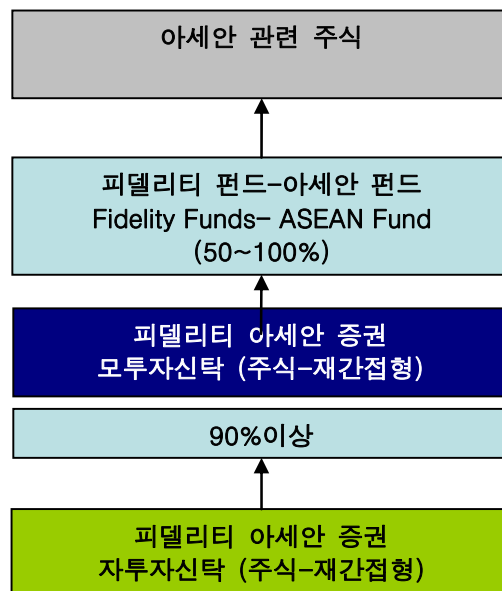 아세안 관련 주식
피델리티 펀드-아세안 펀드
Fidelity Funds- ASEAN Fund
(50~100%)
피델리티 아세안 증권
모투자신탁 (주식-재간접형)
90%이상
피델리티 아세안 증권
자투자신탁 (주식-재간접형)